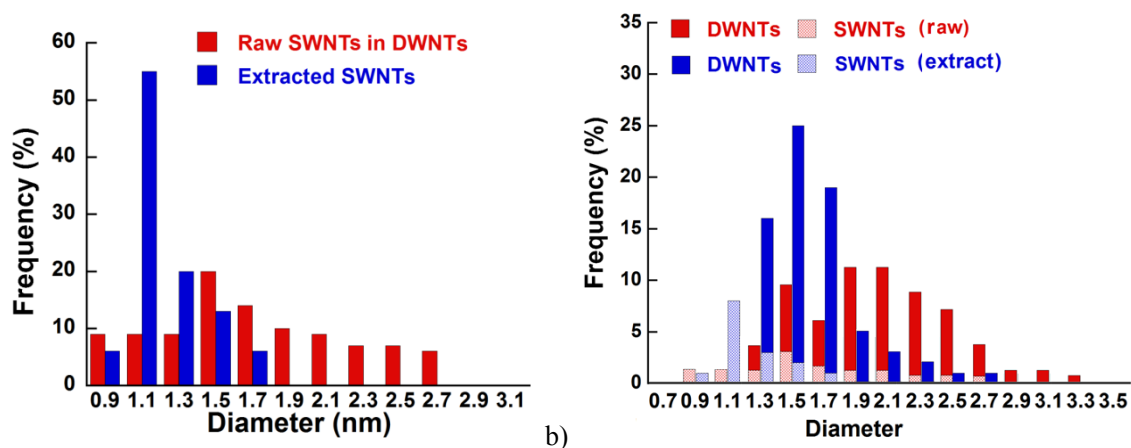 60
50
40
30
20
10
0
Frequency (%)
Raw SWNTs in DWNTs
Extracted SWNTs
0.9 1.1 1.3 1.5 1.7 1.9 2.1 2.3 2.5 2.7 2.9 3.1
Diameter (nm)
b)
35
30
25
20
15
10
5
0
Frequency (%)
DWNTs SWNTs (raw)
DWNTs SWNTs (extract)
0.7 0.9 1.1 1.3 1.5 1.7 1.9 2.1 2.3 2.5 2.7 2.9 3.1 3.3 3.5
Diameter